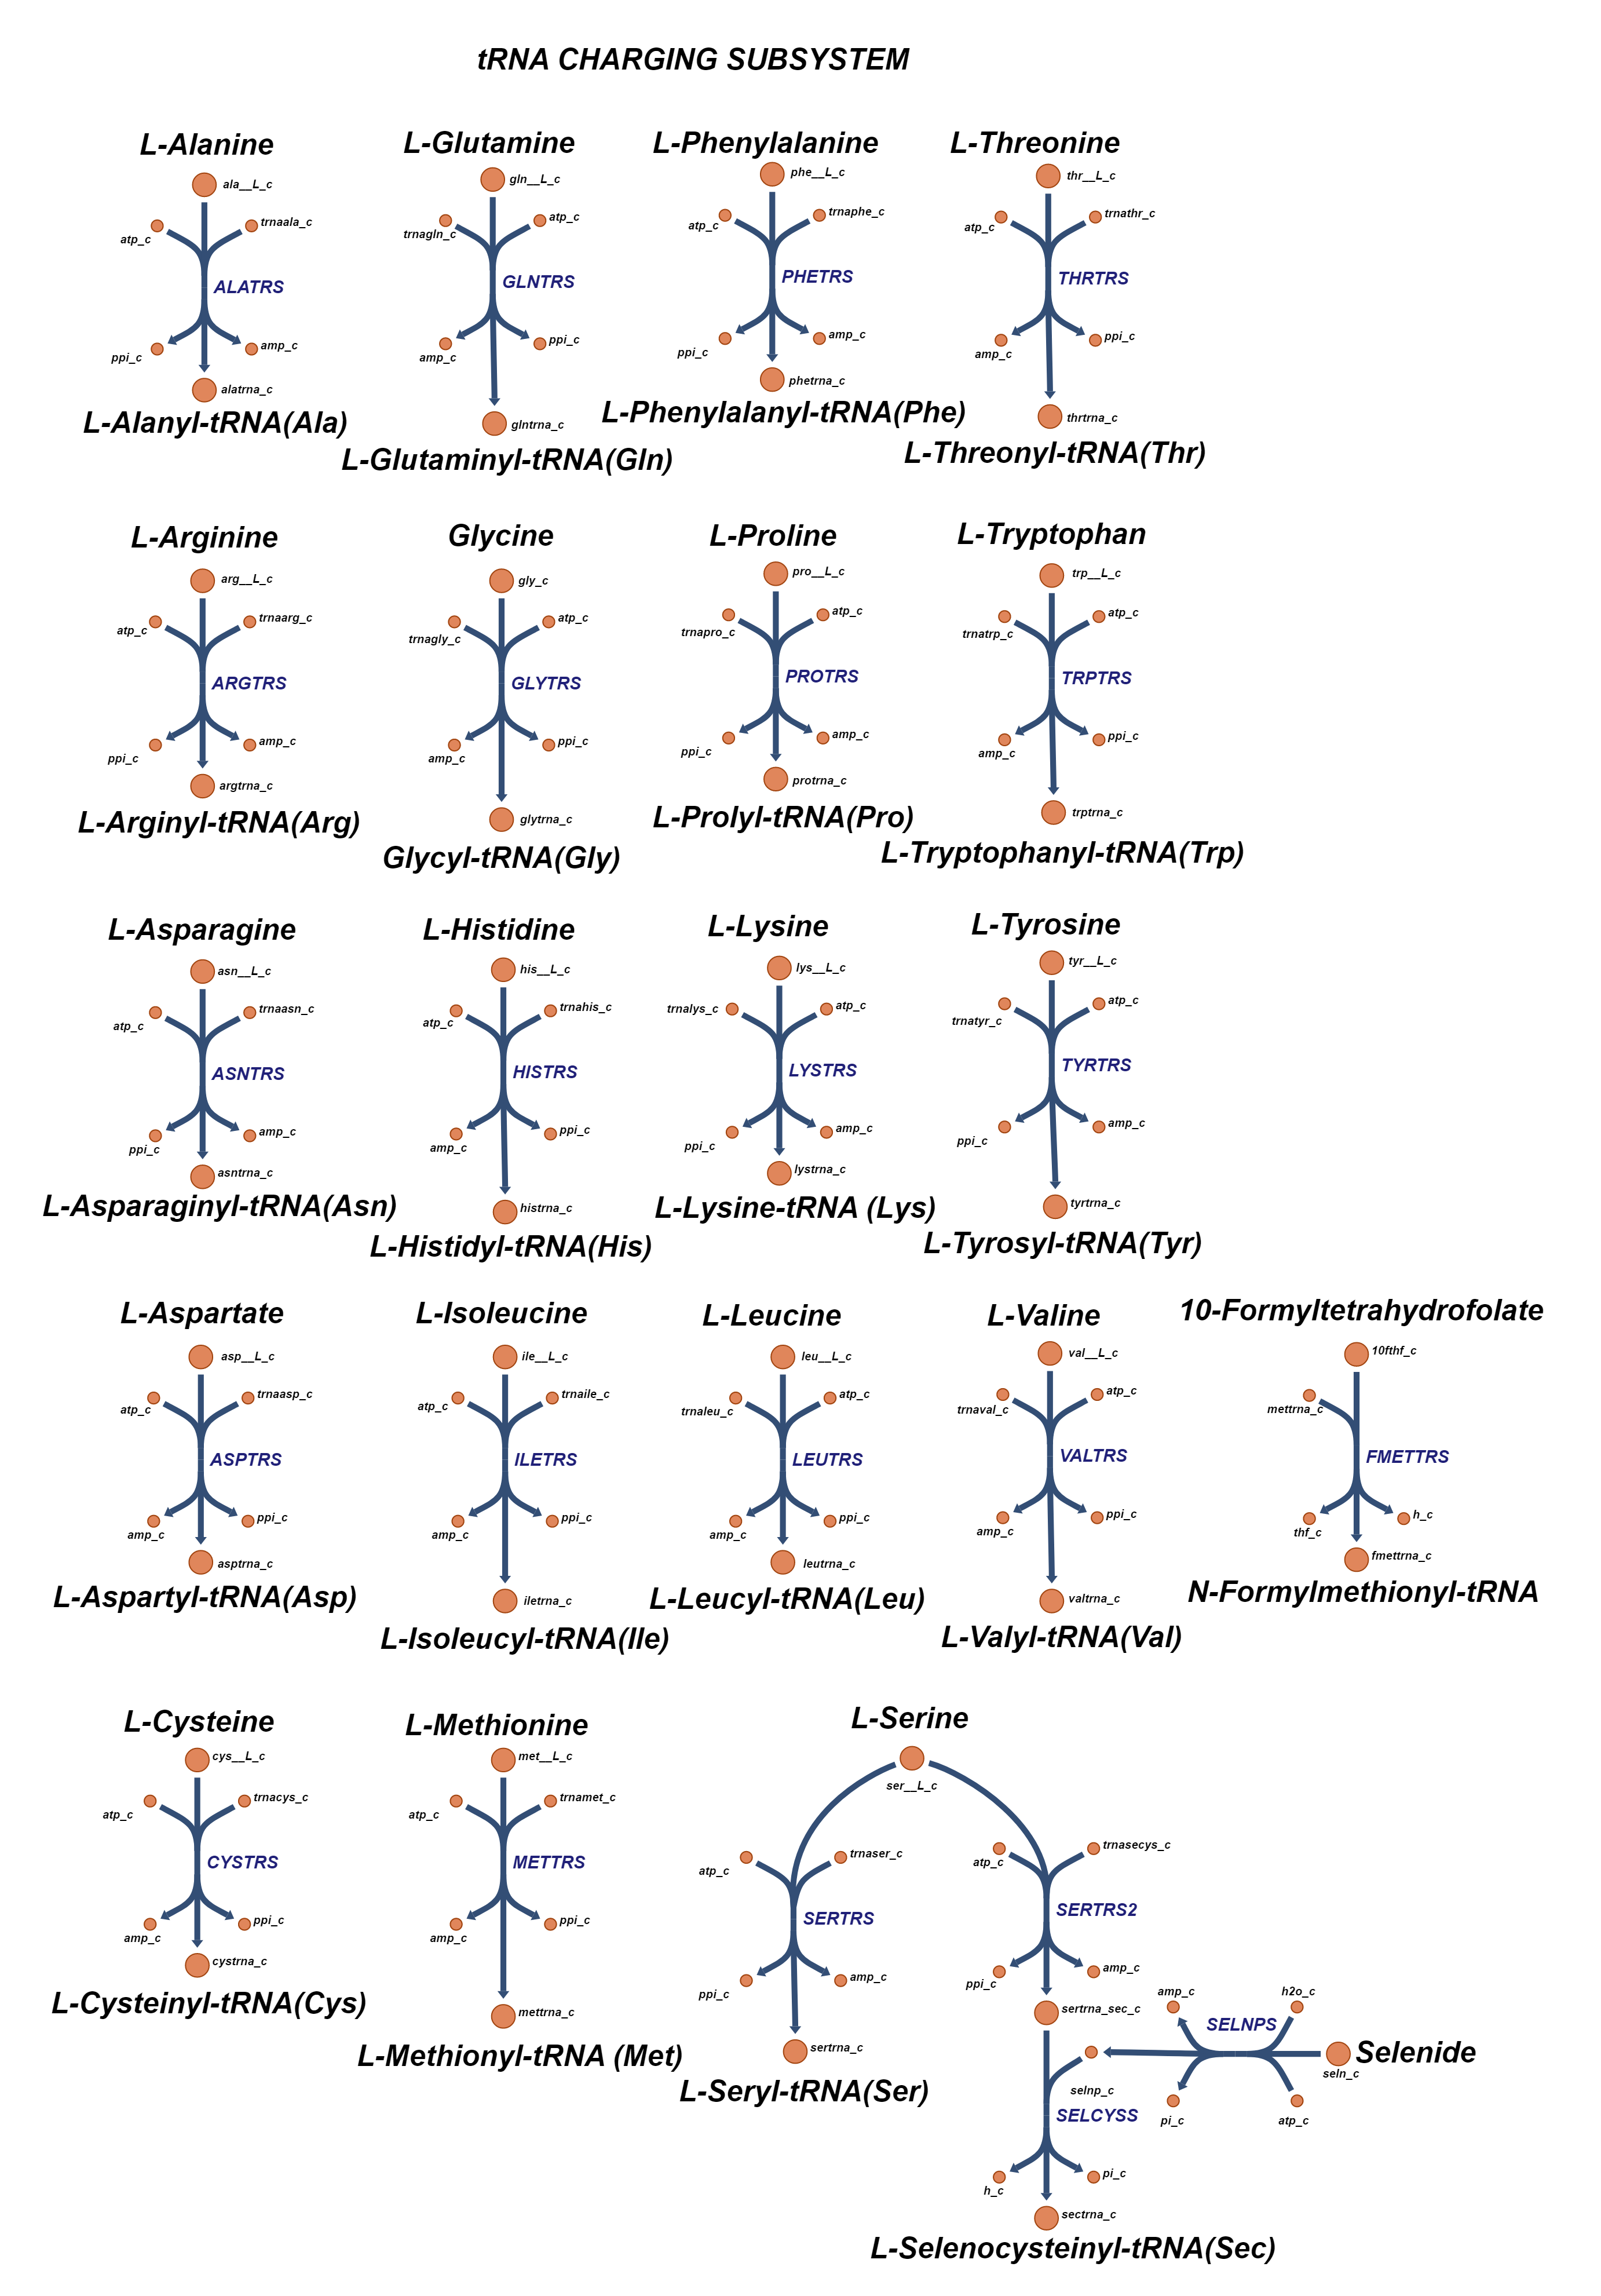 tRNA CHARGING SUBSYSTEM
L-Alanine
ala__L_c
atp_c
trnaala_c
ALATRS
ppi_c
amp_c
alatrna_c
L-Alanyl-tRNA(Ala)
L-Glutamine
gln__L_c
trnagln_c
atp_c
GLNTRS
amp_c
ppi_c
glntrna_c
L-Glutaminyl-tRNA(Gln)
L-Phenylalanine
phe__L_c
atp_c
trnaphe_c
PHETRS
ppi_c
amp_c
phetrna_c
L-Phenylalanyl-tRNA(Phe)
L-Threonine
thr__L_c
atp_c
trnathr_c
THRTRS
amp_c
ppi_c
thrtrna_c
L-Threonyl-tRNA(Thr)
L-Arginine
arg__L_c
atp_c
trnaarg_c
ARGTRS
ppi_c
amp_c
argtrna_c
L-Arginyl-tRNA(Arg)
Glycine
gly_c
trnagly_c
atp_c
GLYTRS
amp_c
ppi_c
glytrna_c
Glycyl-tRNA(Gly)
L-Proline
pro__L_c
trnapro_c
atp_c
PROTRS
ppi_c
amp_c
protrna_c
L-Prolyl-tRNA(Pro)
L-Tryptophan
trp__L_c
trnatrp_c
atp_c
TRPTRS
amp_c
ppi_c
trptrna_c
L-Tryptophanyl-tRNA(Trp)
L-Asparagine
asn__L_c
atp_c
trnaasn_c
ASNTRS
ppi_c
amp_c
asntrna_c
L-Asparaginyl-tRNA(Asn)
L-Histidine
his__L_c
atp_c
trnahis_c
HISTRS
amp_c
ppi_c
histrna_c
L-Histidyl-tRNA(His)
L-Lysine
lys__L_c
trnalys_c
atp_c
LYSTRS
ppi_c
amp_c
lystrna_c
L-Lysine-tRNA (Lys)
L-Tyrosine
tyr__L_c
trnatyr_c
atp_c
TYRTRS
ppi_c
amp_c
tyrtrna_c
L-Tyrosyl-tRNA(Tyr)
L-Aspartate
asp__L_c
atp_c
trnaasp_c
ASPTRS
amp_c
ppi_c
asptrna_c
L-Aspartyl-tRNA(Asp)
L-Isoleucine
ile__L_c
atp_c
trnaile_c
ILETRS
amp_c
ppi_c
iletrna_c
L-Isoleucyl-tRNA(Ile)
L-Leucine
leu__L_c
trnaleu_c
atp_c
LEUTRS
amp_c
ppi_c
leutrna_c
L-Leucyl-tRNA(Leu)
L-Valine
val__L_c
trnaval_c
atp_c
VALTRS
amp_c
ppi_c
valtrna_c
L-Valyl-tRNA(Val)
10-Formyltetrahydrofolate
10fthf_c
mettrna_c
FMETTRS
thf_c
h_c
fmettrna_c
N-Formylmethionyl-tRNA
L-Cysteine
cys__L_c
atp_c
trnacys_c
CYSTRS
amp_c
ppi_c
cystrna_c
L-Cysteinyl-tRNA(Cys)
L-Methionine
met__L_c
atp_c
trnamet_c
METTRS
amp_c
ppi_c
mettrna_c
L-Methionyl-tRNA (Met)
L-Serine
ser__L_c
atp_c
trnaser_c
SERTRS
ppi_c
amp_c
sertrna_c
L-Seryl-tRNA(Ser)
atp_c
trnasecys_c
SERTRS2
ppi_c
amp_c
sertrna_sec_c
amp_c
h2o_c
SELNPS
Selenide
seln_c
selnp_c
pi_c
atp_c
SELCYSS
h_c
pi_c
sectrna_c
L-Selenocysteinyl-tRNA(Sec)